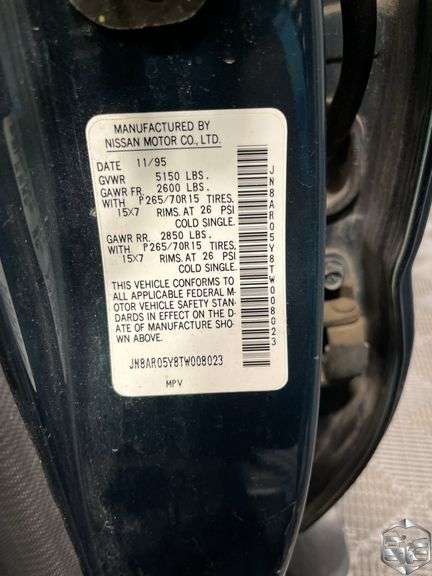 MANUFACTURED BY
NISSAN MOTOR CO., LTD.
DATE 11/95
GVWR 5150 LBS.
GAWR FR. 2600 LBS.
WITH P265/70R15 TIRES.
15X7 RIMS. AT 26 PSI
COLD SINGLE.
GAWR RR. 2850 LBS.
WITH P265/70R15 TIRES.
15X7 RIMS. AT 26 PSI
COLD SINGLE.
THIS VEHICLE CONFORMS TO
ALL APPLICABLE FEDERAL M-
OTOR VEHICLE SAFETY STAN-
DARDS IN EFFECT ON THE D-
ATE OF MANUFACTURE SHO-
WN ABOVE.
JN8AR05Y8TW008023
MPV
JN8AR05Y8TW008023